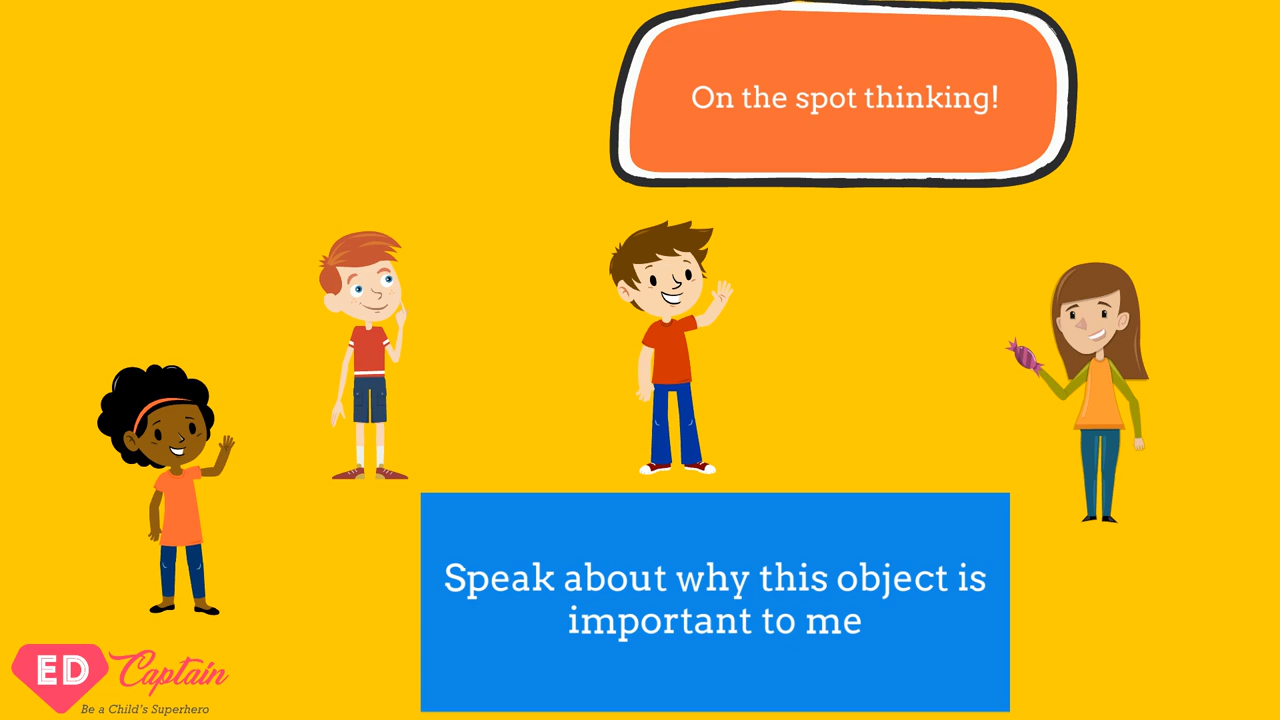 On the spot thinking!
Speak about why this object is
important to me
ED Captain
Be a Child's Superhero